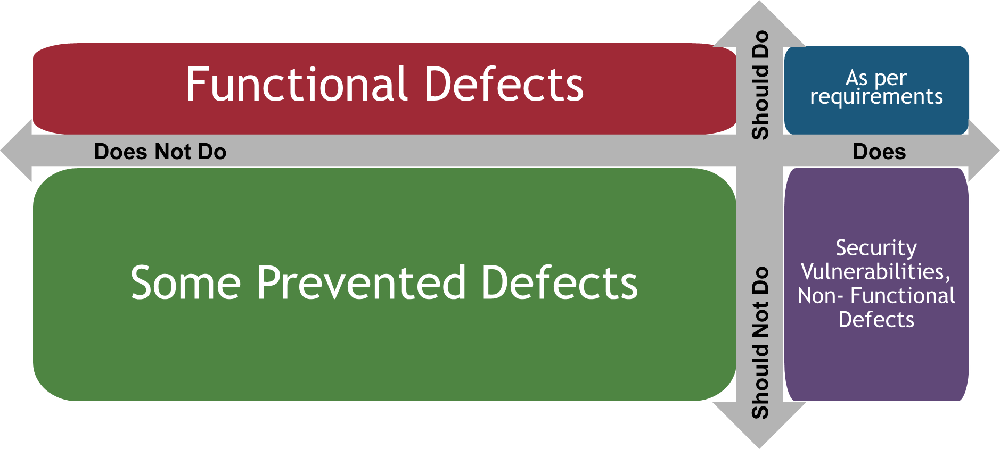 Functional Defects
Should Do
As per
requirements
Does Not Do
Does
Some Prevented Defects
Should Not Do
Security
Vulnerabilities,
Non- Functional
Defects